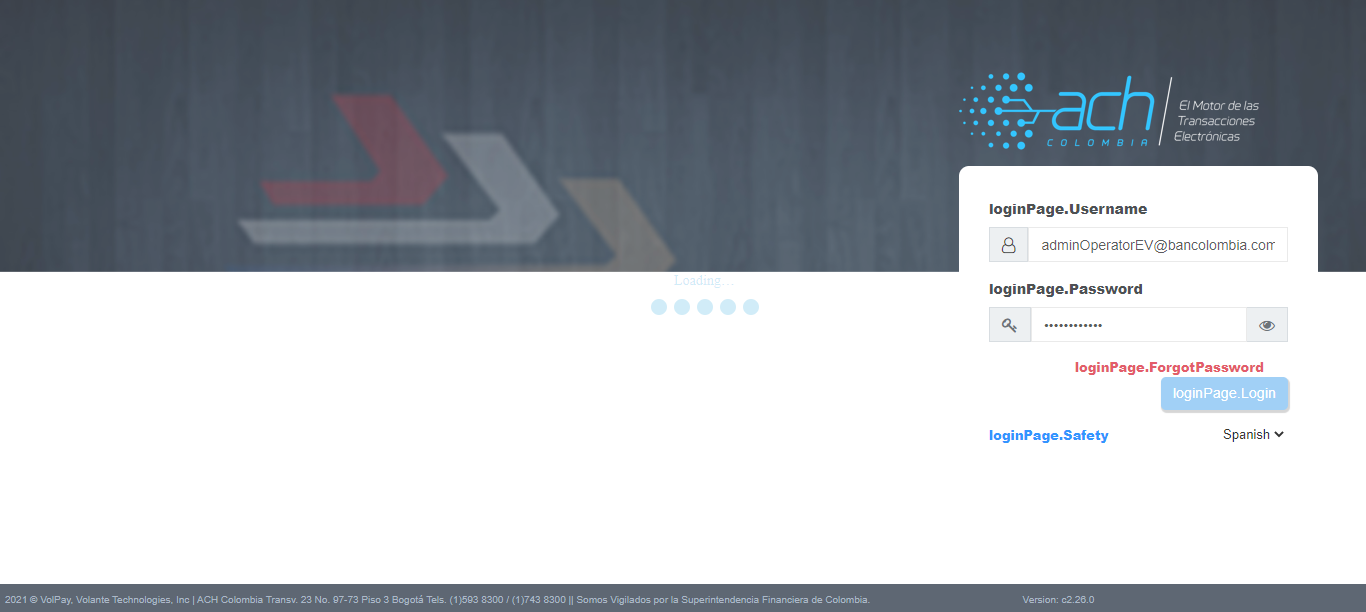 ach
COLOMBIA
El Motor de las
Transacciones
Electrónicas
loginPage.Username
adminOperatorEV@bancolombia.com
loginPage.Password
••••••••••••
loginPage.ForgotPassword
loginPage.Login
loginPage.Safety
Spanish
Loading...
2021 © VolPay, Volante Technologies, Inc | ACH Colombia Transv. 23 No. 97-73 Piso 3 Bogotá Tels. (1)593 8300 / (1)743 8300 || Somos Vigilados por la Superintendencia Financiera de Colombia.
Version: c2.26.0